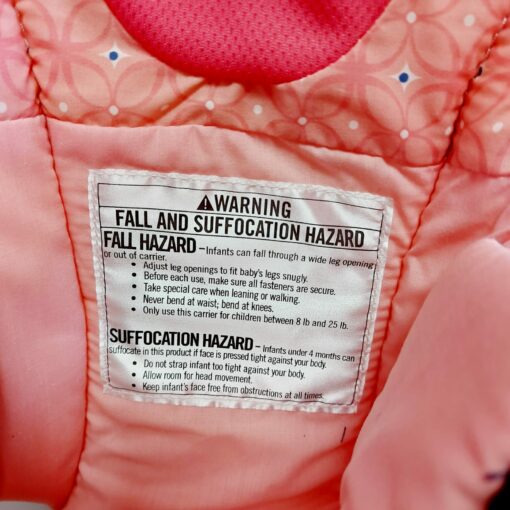 ⚠WARNING
FALL AND SUFFOCATION HAZARD
FALL HAZARD – Infants can fall through a wide leg opening
or out of carrier.
• Adjust leg openings to fit baby's legs snugly.
• Before each use, make sure all fasteners are secure.
• Take special care when leaning or walking.
• Never bend at waist; bend at knees.
• Only use this carrier for children between 8 lb and 25 lb.
SUFFOCATION HAZARD – Infants under 4 months can
suffocate in this product if face is pressed tight against your body.
• Do not strap infant too tight against your body.
• Allow room for head movement.
• Keep infant's face free from obstructions at all times.